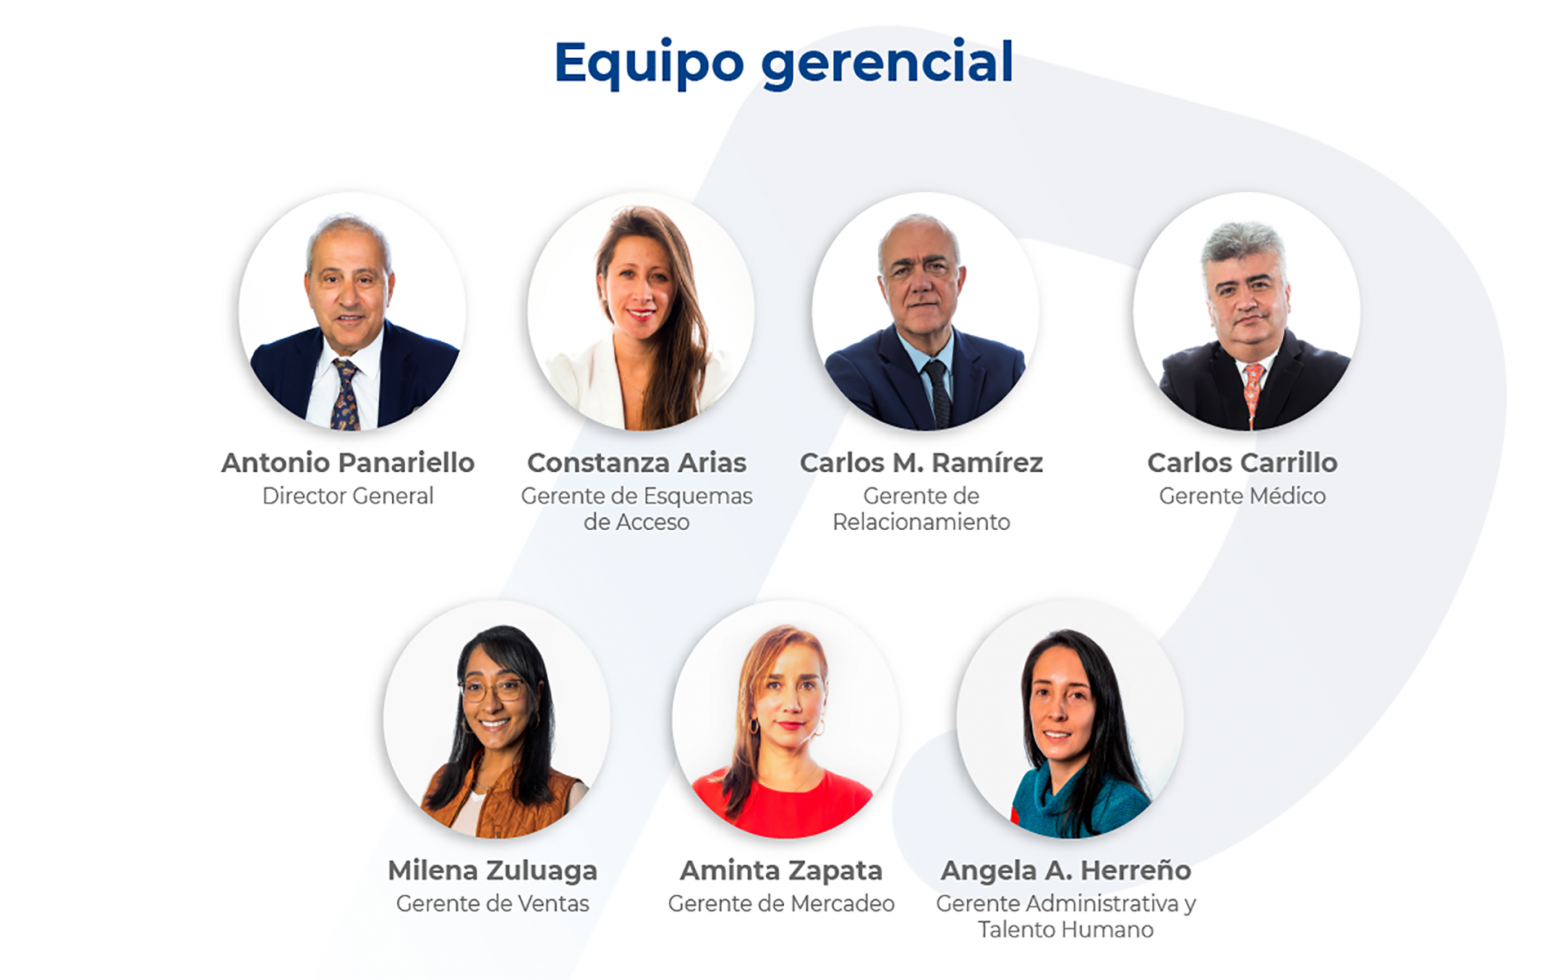 Equipo gerencial
Antonio Panariello
Director General
Constanza Arias
Gerente de Esquemas
de Acceso
Carlos M. Ramírez
Gerente de
Relacionamiento
Carlos Carrillo
Gerente Médico
Milena Zuluaga
Gerente de Ventas
Aminta Zapata
Gerente de Mercadeo
Angela A. Herreño
Gerente Administrativa y
Talento Humano